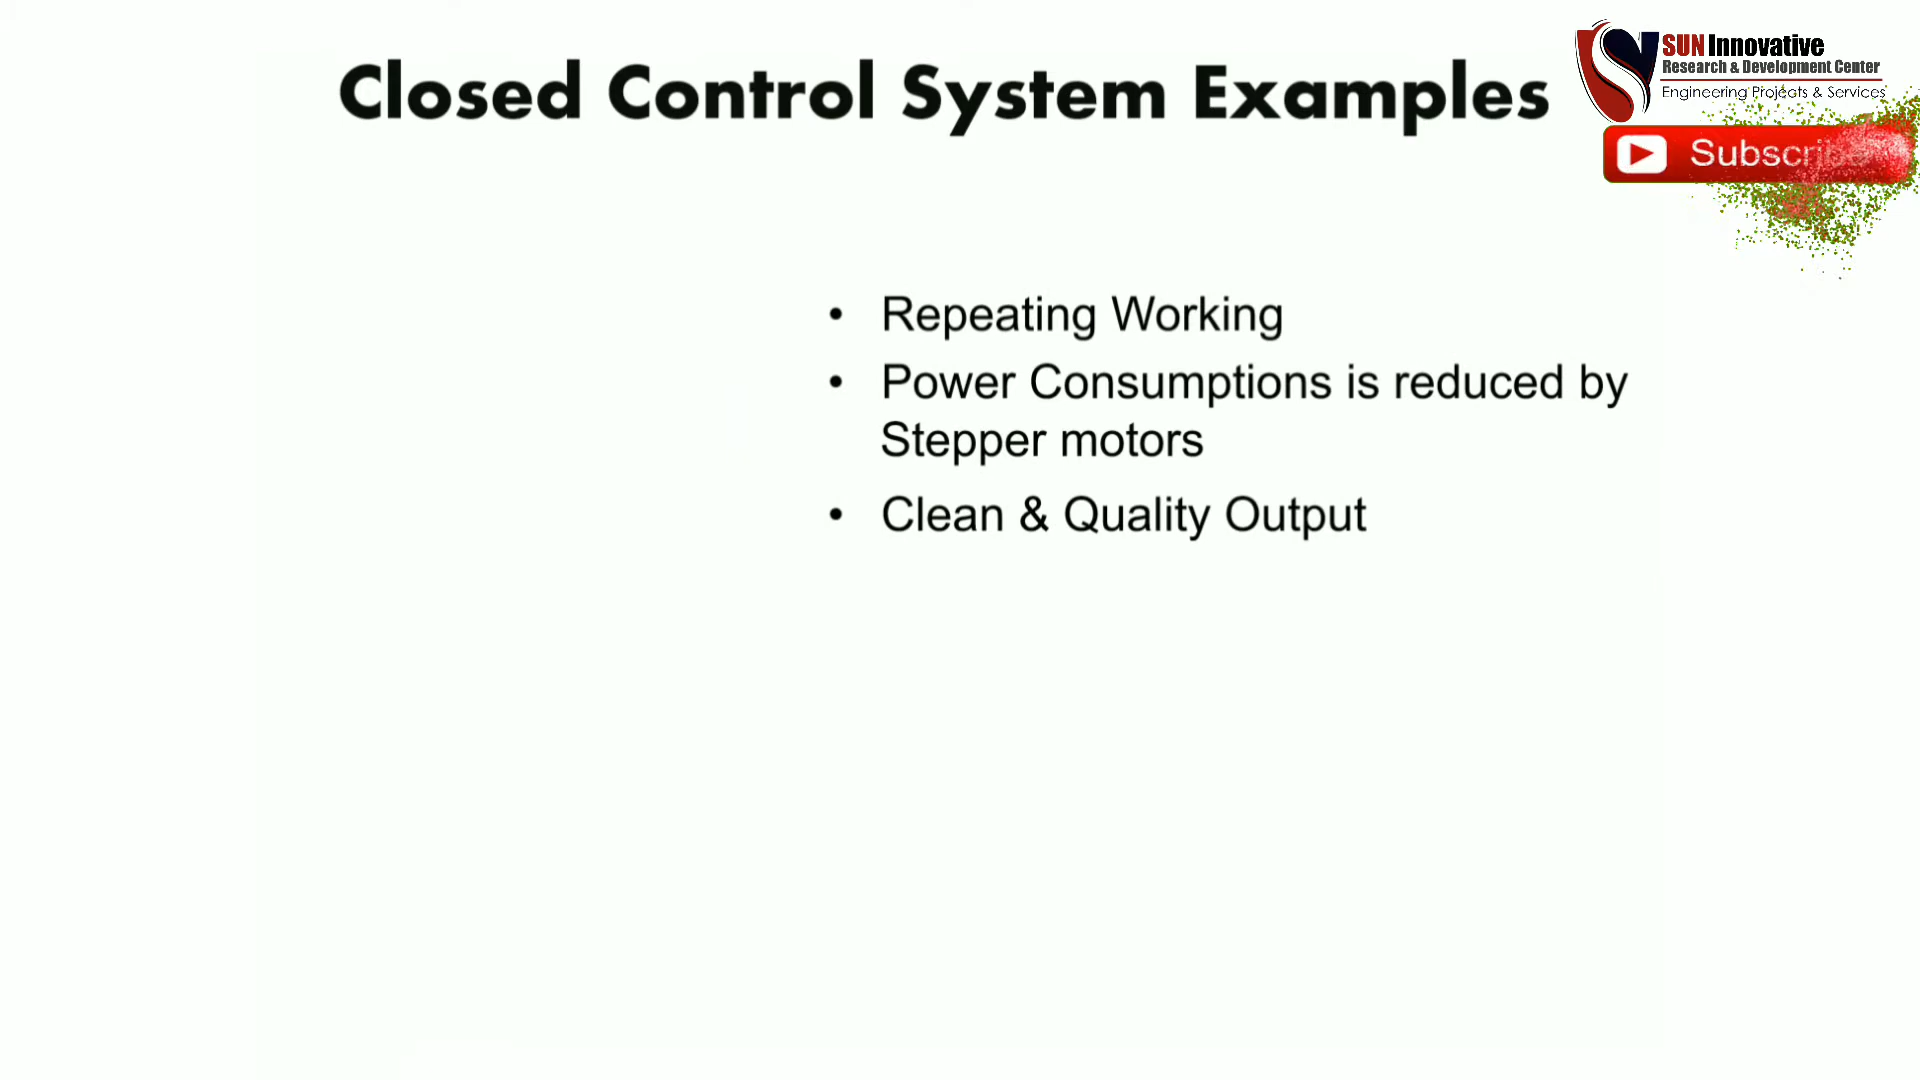 Closed Control System Examples
SUN Innovative
Research & Development Center
Engineering Projects & Services
Subscribe
• Repeating Working
• Power Consumptions is reduced by
Stepper motors
• Clean & Quality Output